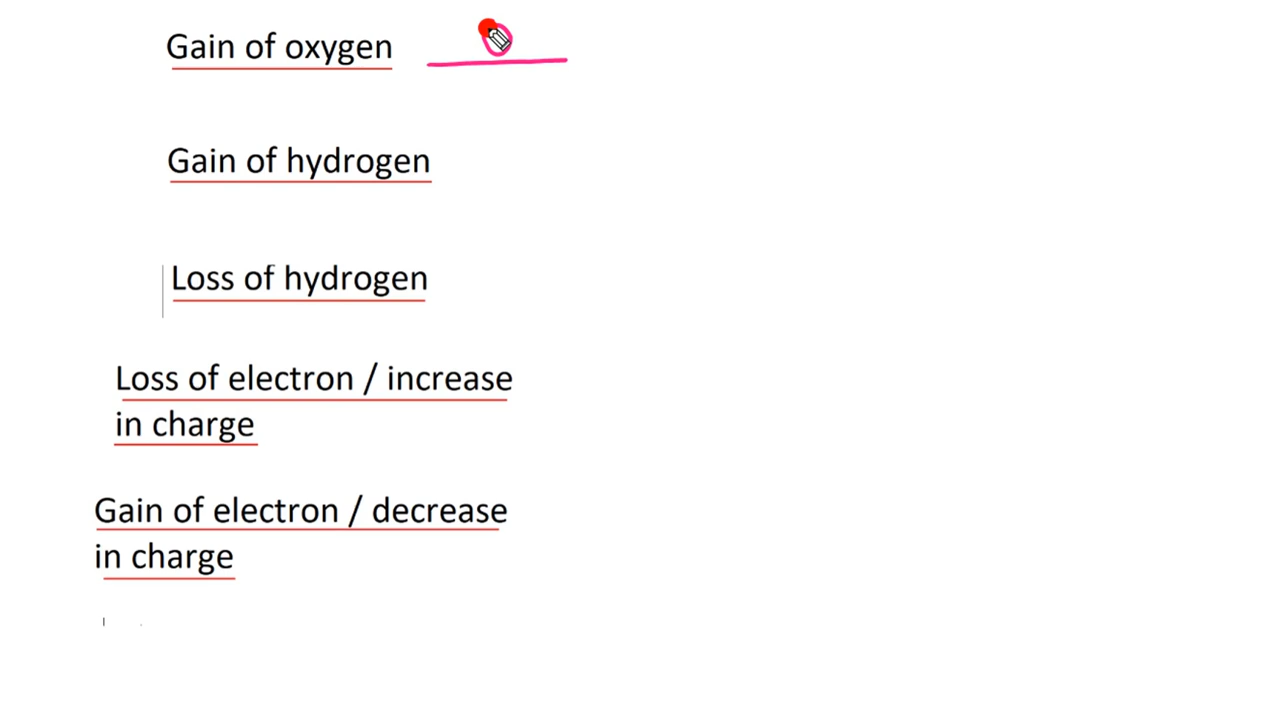 Gain of oxygen
Gain of hydrogen
Loss of hydrogen
Loss of electron / increase
in charge
Gain of electron / decrease
in charge